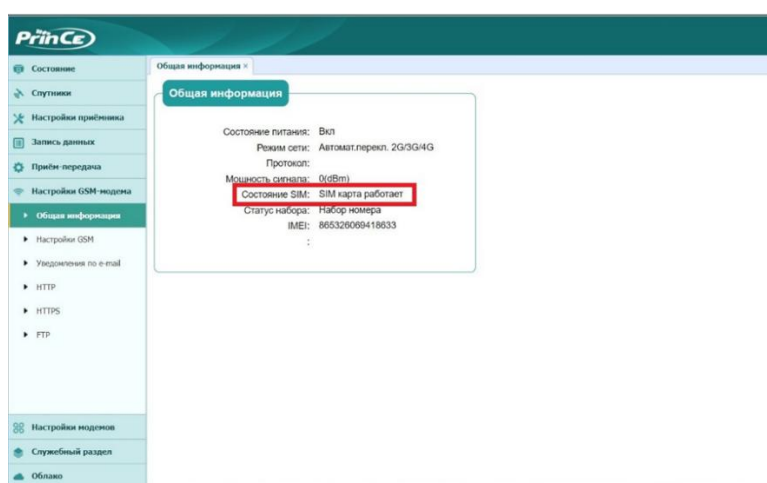 PrinCe
Состояние
Спутники
Настройки приёмника
Запись данных
Приём-передача
Настройки GSM-модема
Общая информация
Настройки GSM
Уведомления по e-mail
HTTP
HTTPS
FTP
Настройки модемов
Служебный раздел
Облако
Общая информация ×
Общая информация
Состояние питания: Вкл
Режим сети: Автомат.перекл. 2G/3G/4G
Протокол:
Мощность сигнала: 0(dBm)
Состояние SIM: SIM карта работает
Статус набора: Набор номера
IMEI: 865326069418633
: